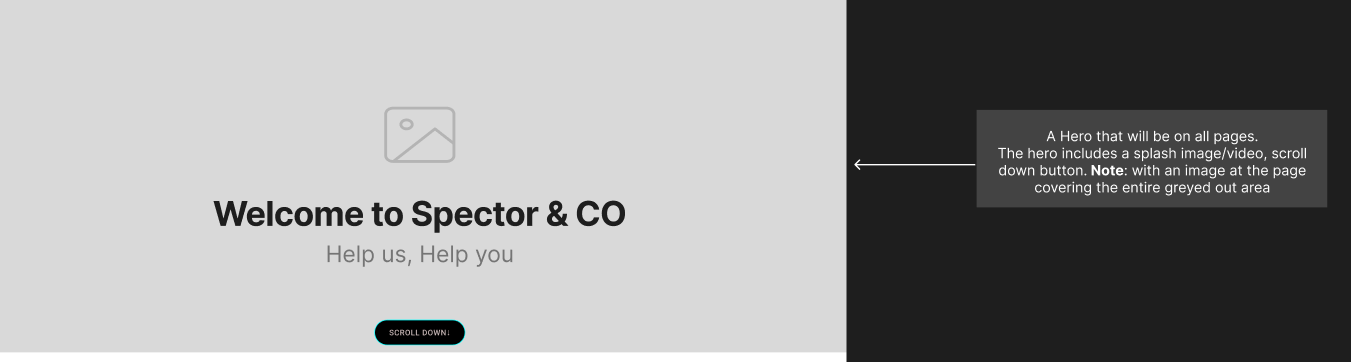 Welcome to Spector & CO
Help us, Help you
SCROLL DOWN↓
A Hero that will be on all pages.
The hero includes a splash image/video, scroll
down button. Note: with an image at the page
covering the entire greyed out area